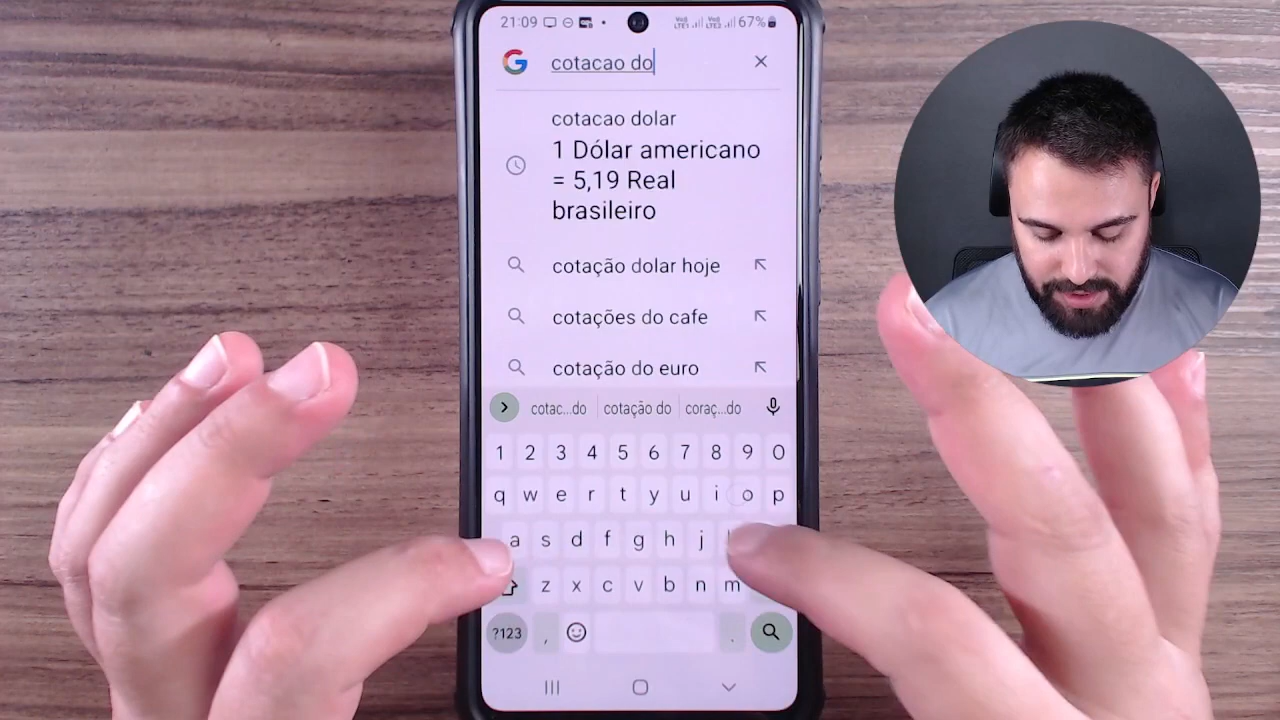 21:09 67%
cotacao do
cotacao dolar
1 Dólar americano
= 5,19 Real
brasileiro
cotação dolar hoje
cotações do cafe
cotação do euro
cotac...do cotação do coraç...do
1 2 3 4 5 6 7 8 9 0
q w e r t y u i o p
a s d f g h j
z x c v b n m
?123 , .